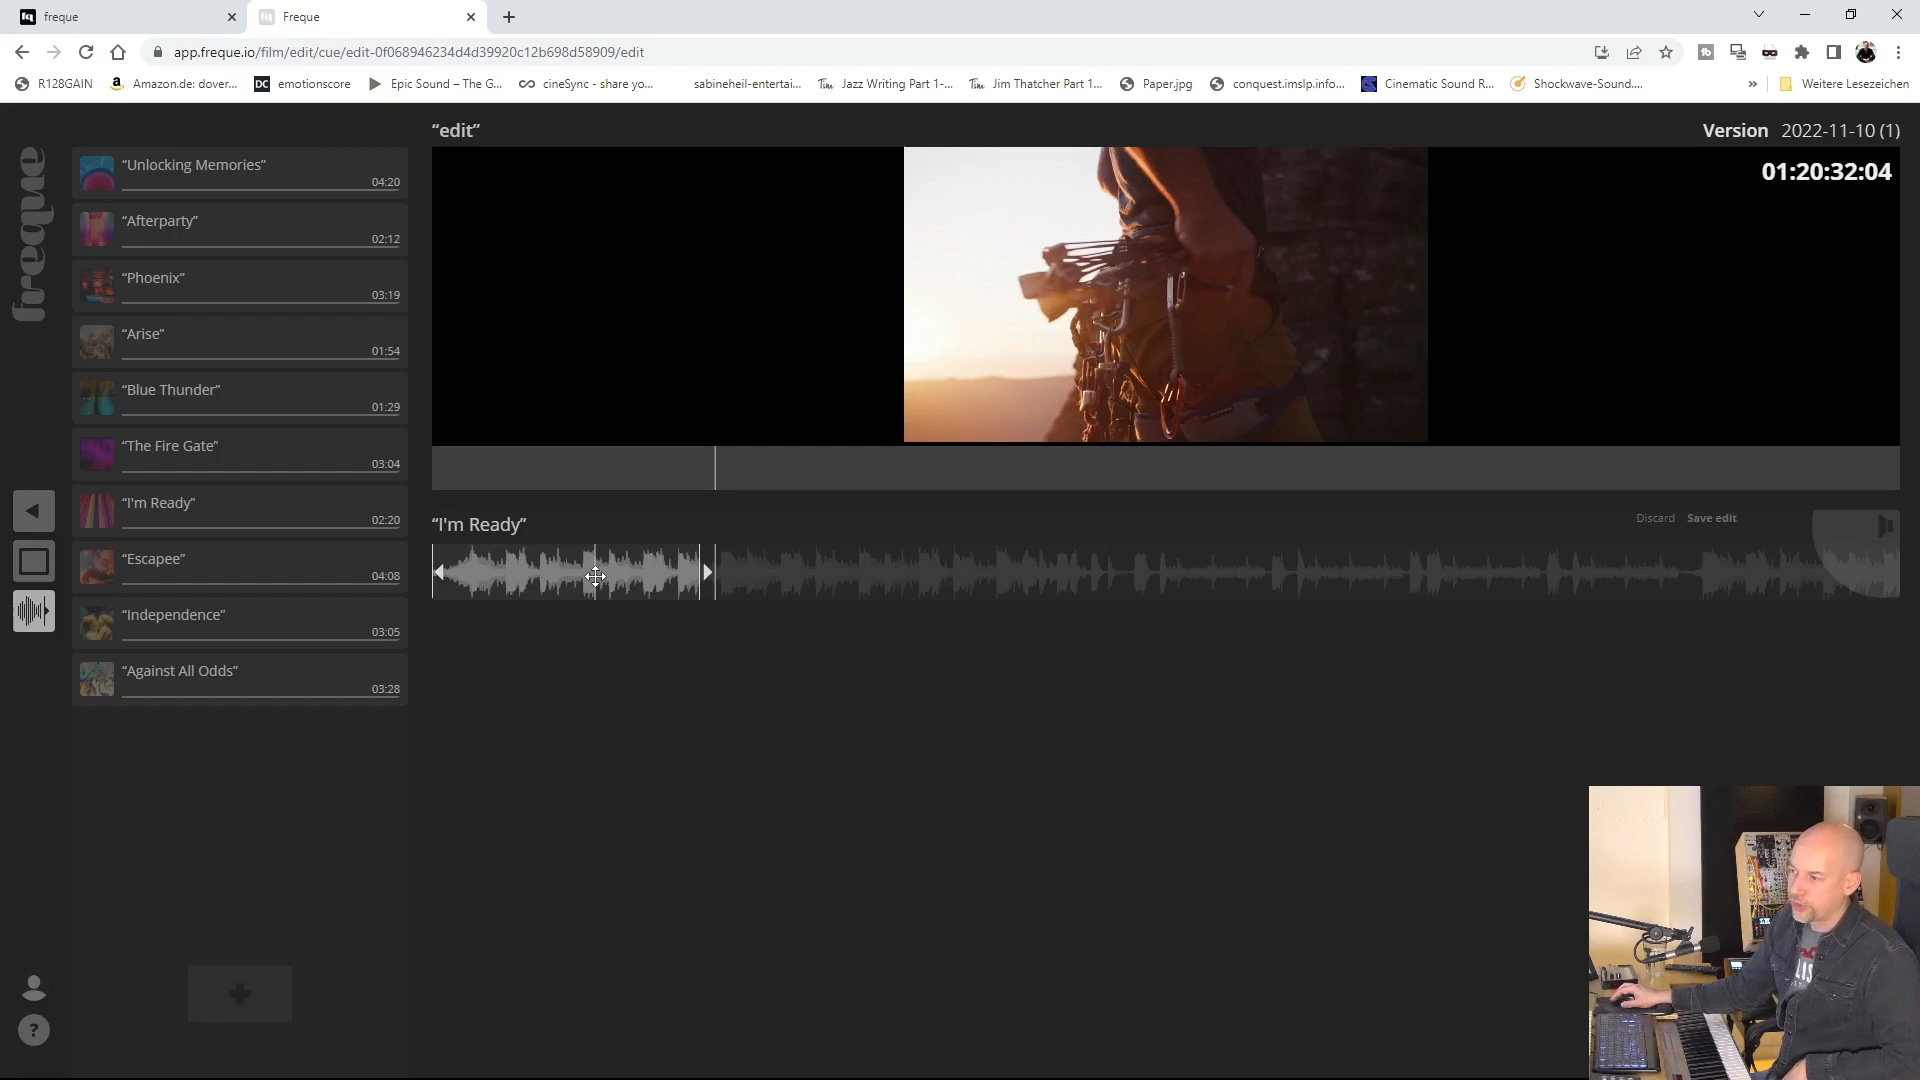 freque
Freque
app.freque.io/film/edit/cue/edit-0f068946234d4d39920c12b698d58909/edit
R128GAIN
Amazon.de: dover...
DC emotionscore
Epic Sound – The G...
cineSync - share yo...
sabineheil-entertai...
Tim Jazz Writing Part 1-...
Tim Jim Thatcher Part 1...
Paper.jpg
conquest.imslp.info...
Cinematic Sound R...
Shockwave-Sound....
»
Weitere Lesezeichen
freque
“Unlocking Memories”
04:20
“Afterparty”
02:12
“Phoenix”
03:19
“Arise”
01:54
“Blue Thunder”
01:29
“The Fire Gate”
03:04
“I'm Ready”
02:20
“Escapee”
04:08
“Independence”
03:05
“Against All Odds”
03:28
?
“edit”
Version 2022-11-10 (1)
01:20:32:04
“I'm Ready”
Discard Save edit